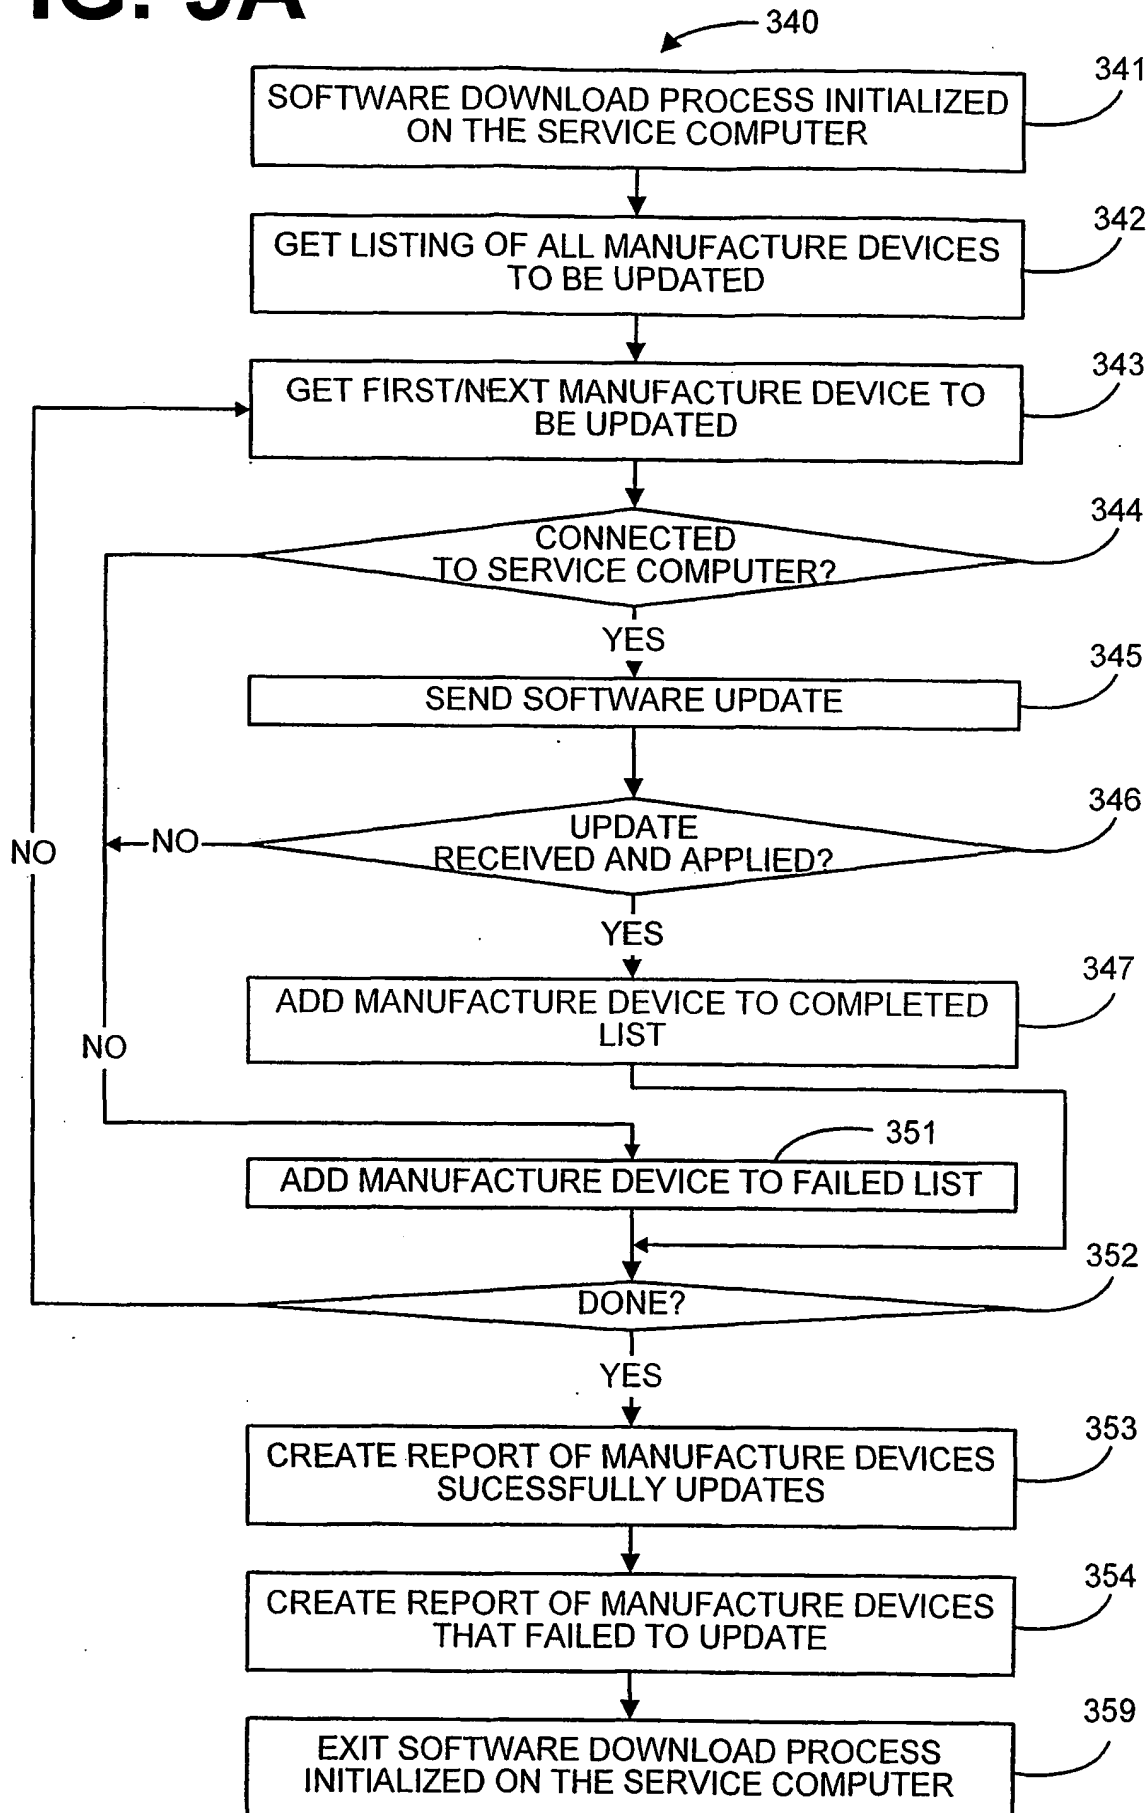 340
341
SOFTWARE DOWNLOAD PROCESS INITIALIZED
ON THE SERVICE COMPUTER
342
GET LISTING OF ALL MANUFACTURE DEVICES
TO BE UPDATED
343
GET FIRST/NEXT MANUFACTURE DEVICE TO
BE UPDATED
344
CONNECTED
TO SERVICE COMPUTER?
YES
345
SEND SOFTWARE UPDATE
346
UPDATE
RECEIVED AND APPLIED?
NO
NO
YES
347
ADD MANUFACTURE DEVICE TO COMPLETED
LIST
NO
351
ADD MANUFACTURE DEVICE TO FAILED LIST
352
DONE?
YES
353
CREATE REPORT OF MANUFACTURE DEVICES
SUCESSFULLY UPDATES
354
CREATE REPORT OF MANUFACTURE DEVICES
THAT FAILED TO UPDATE
359
EXIT SOFTWARE DOWNLOAD PROCESS
INITIALIZED ON THE SERVICE COMPUTER